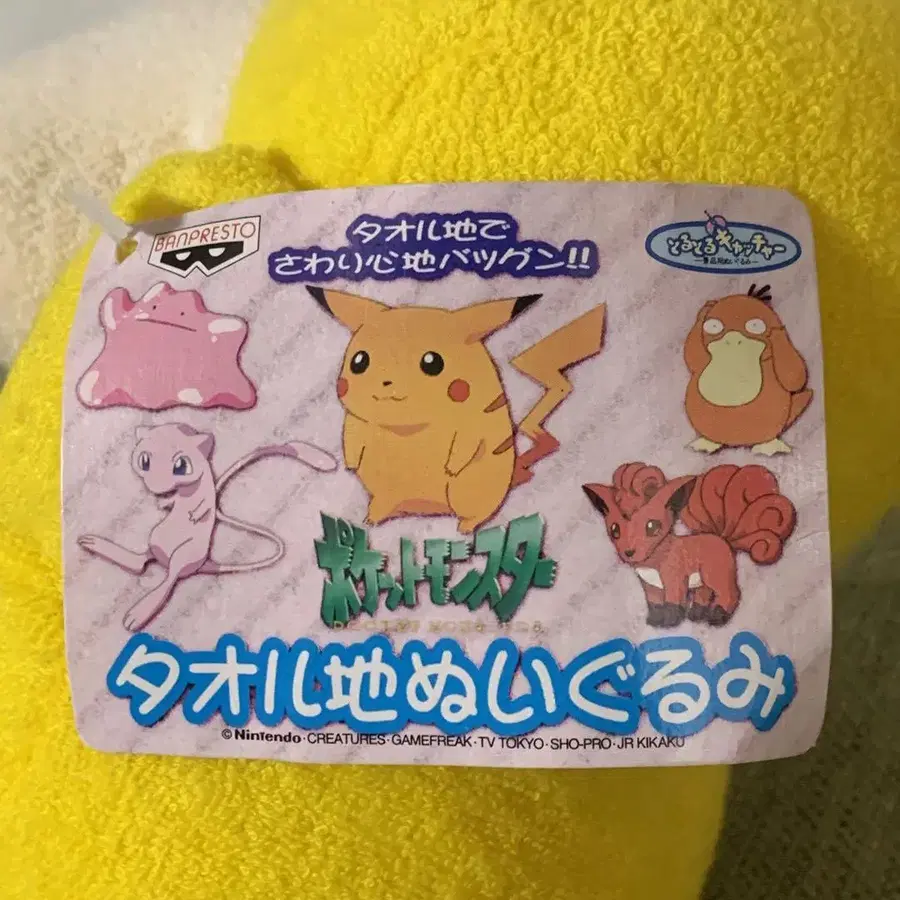 BANPRESTO
タオル地で
さわり心地バツグン!!
とるとるキャッチャー
ポケットモンスター
POCKET MONSTERS
タオル地ぬいぐるみ
©Nintendo・CREATURES・GAMEFREAK・TV TOKYO・SHO-PRO・JR KIKAKU